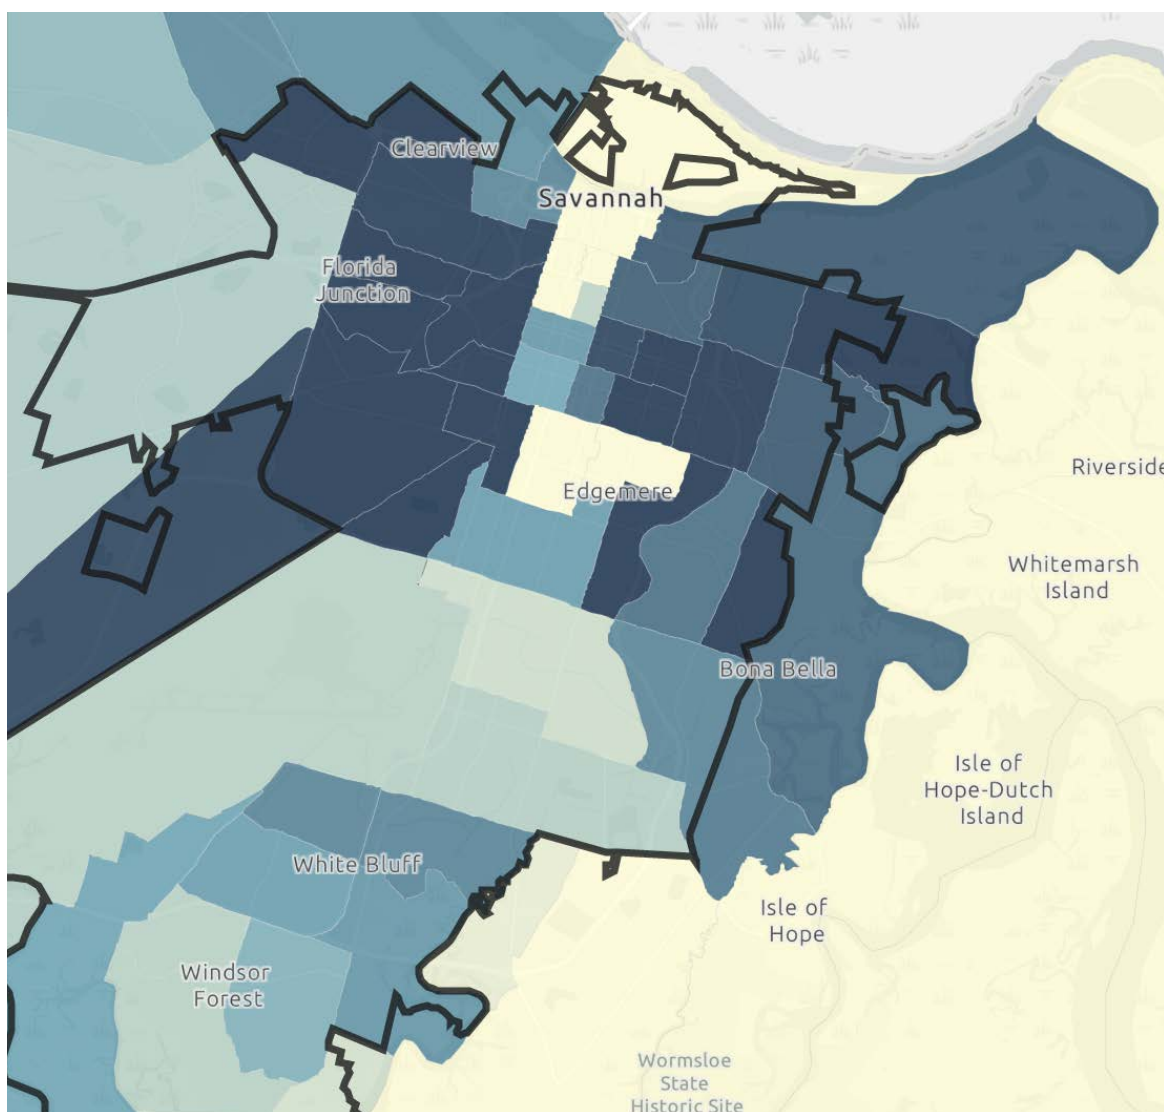 Clearview
Savannah
Florida
Junction
Edgemere
Riverside
Whitemarsh
Island
Bona Bella
Isle of
Hope-Dutch
Island
White Bluff
Isle of
Hope
Windsor
Forest
Wormsloe
State
Historic Site